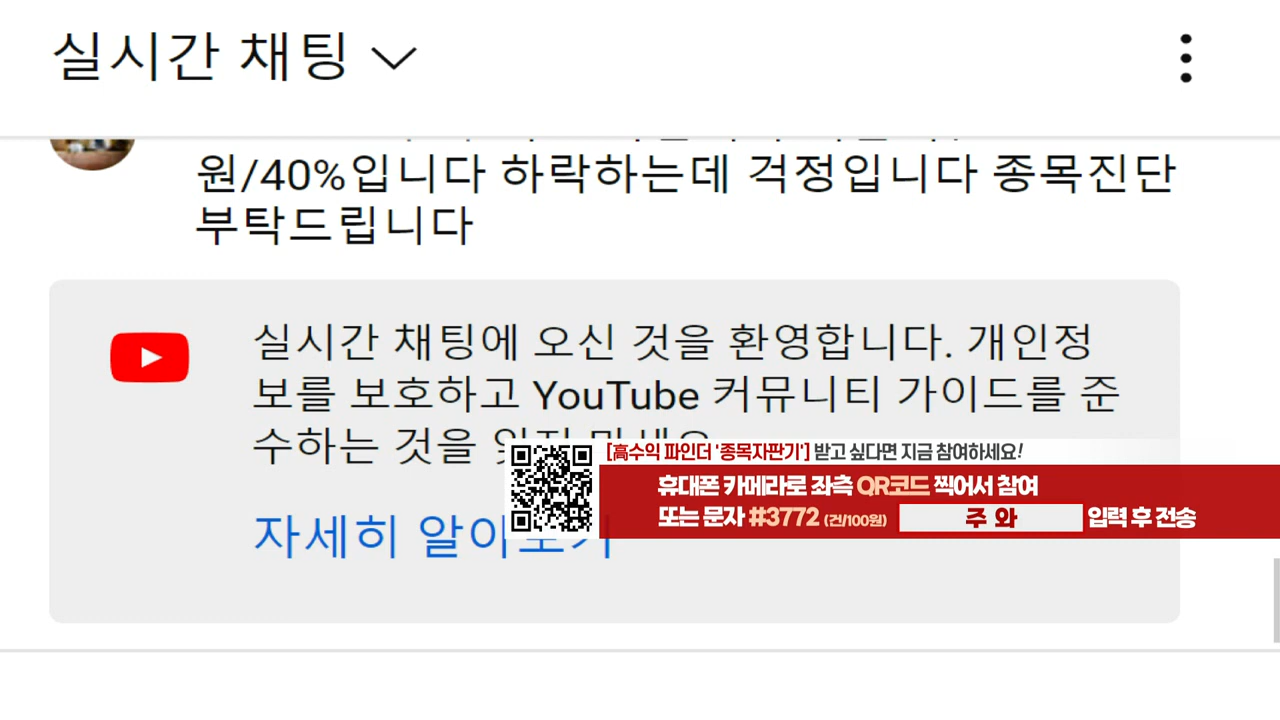 실시간 채팅
원/40%입니다 하락하는데 걱정입니다 종목진단
부탁드립니다
실시간 채팅에 오신 것을 환영합니다. 개인정
보를 보호하고 YouTube 커뮤니티 가이드를 준
수하는 것을
자세히 알아보기
[高수익 파인더 '종목자판기'] 받고 싶다면 지금 참여하세요!
휴대폰 카메라로 좌측 QR코드 찍어서 참여
또는 문자 #3772 (건/100원) 주 와 입력 후 전송